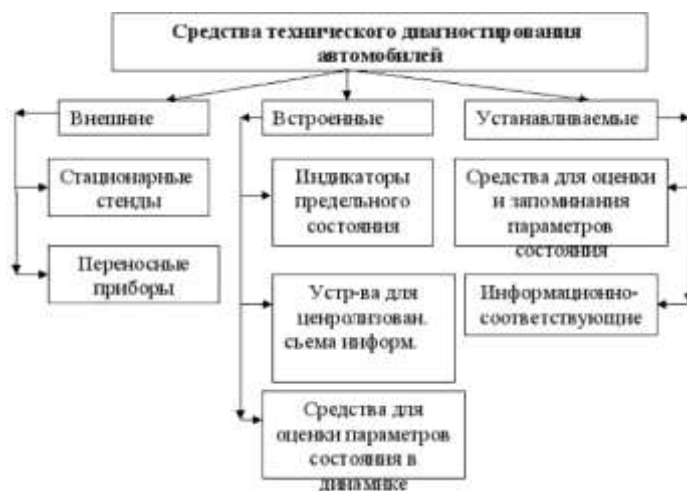 Средства технического диагностирования
автомобилей
Внешние
Встроенные
Устанавливаемые
Стационарные
стенды
Индикаторы
предельного
состояния
Средства для оценки
и запоминания
параметров
состояния
Переносные
приборы
Устр-ва для
ценролизован.
сьема информ.
Информационно-
соответствующие
Средства для
оценки параметров
состояния в
динамике